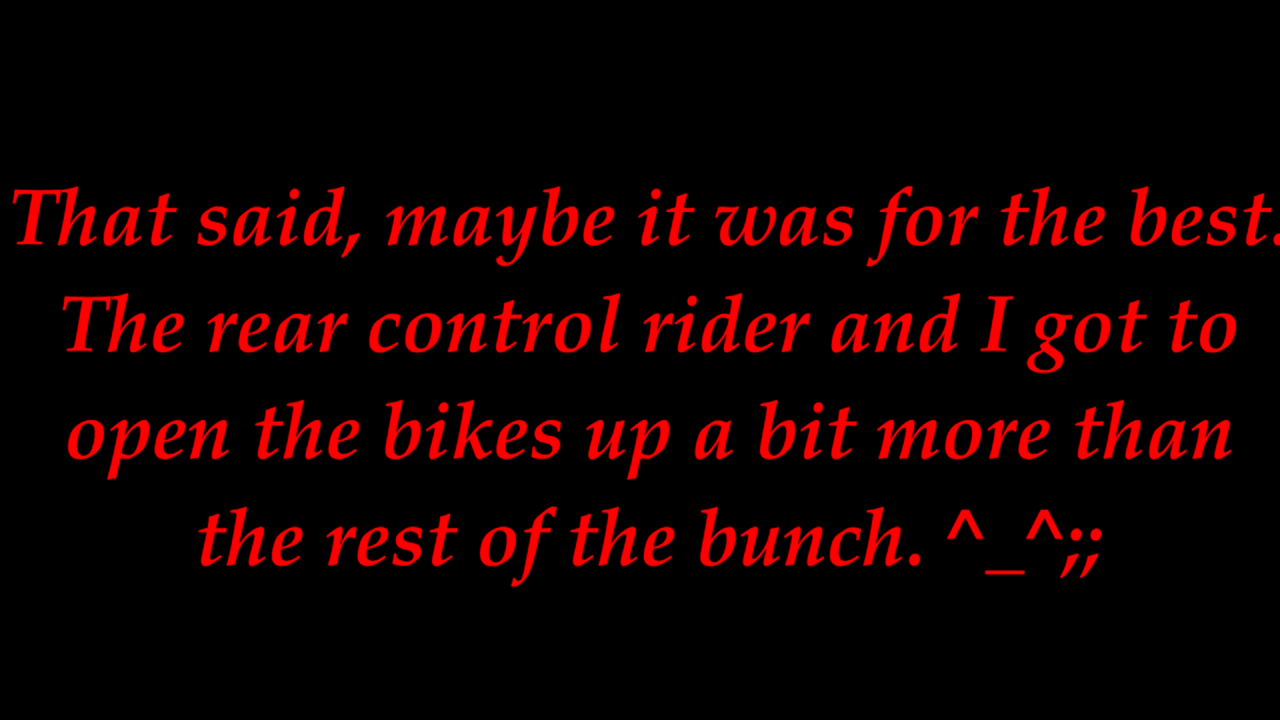 That said, maybe it was for the best.
The rear control rider and I got to
open the bikes up a bit more than
the rest of the bunch. ^_^;;